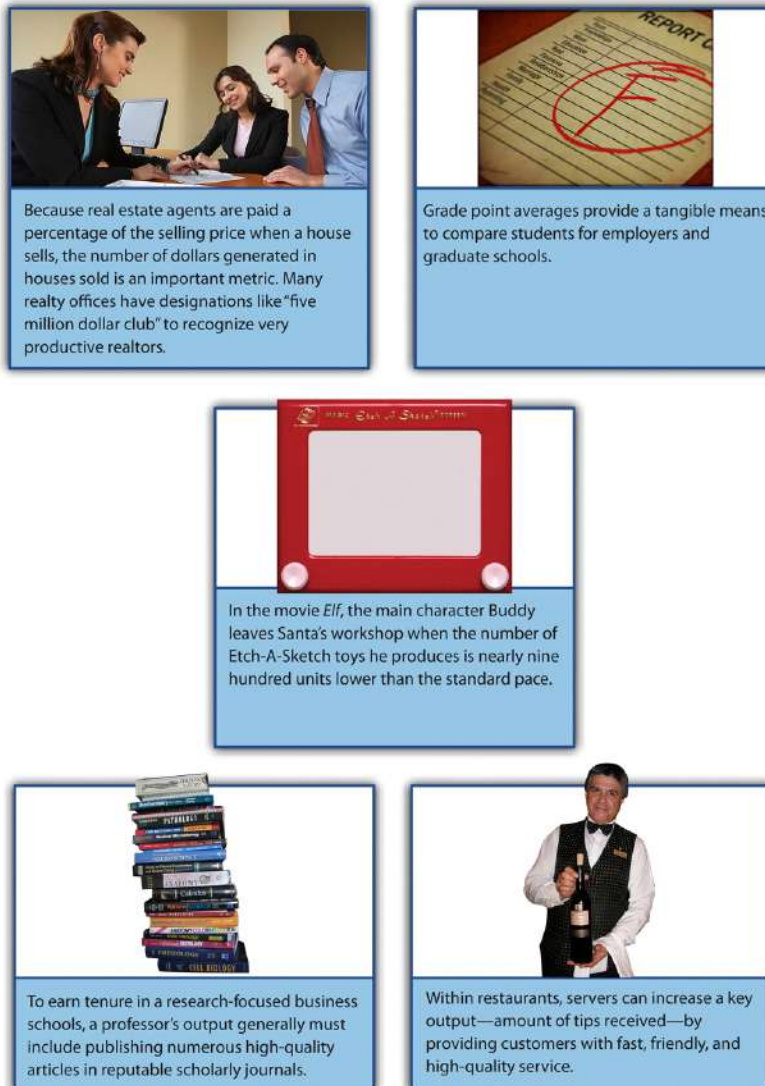 REPORT C
F
Because real estate agents are paid a
percentage of the selling price when a house
sells, the number of dollars generated in
houses sold is an important metric. Many
realty offices have designations like “five
million dollar club” to recognize very
productive realtors.
Grade point averages provide a tangible means
to compare students for employers and
graduate schools.
MAGIC Etch A Sketch SCREEN
In the movie Elf, the main character Buddy
leaves Santa’s workshop when the number of
Etch-A-Sketch toys he produces is nearly nine
hundred units lower than the standard pace.
PATHOLOGY
Calculus
CELL BIOLOGY
To earn tenure in a research-focused business
schools, a professor’s output generally must
include publishing numerous high-quality
articles in reputable scholarly journals.
Within restaurants, servers can increase a key
output—amount of tips received—by
providing customers with fast, friendly, and
high-quality service.